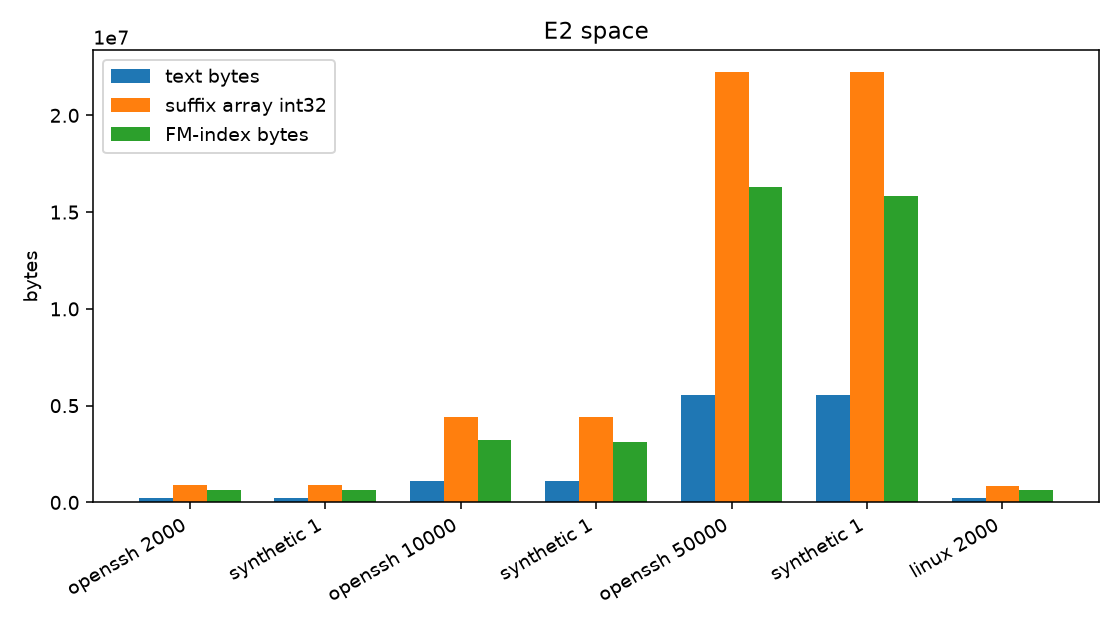 E2 space
1e7
text bytes
suffix array int32
FM-index bytes
2.0
1.5
1.0
0.5
0.0
bytes
openssh 2000
synthetic 1
openssh 10000
synthetic 1
openssh 50000
synthetic 1
linux 2000